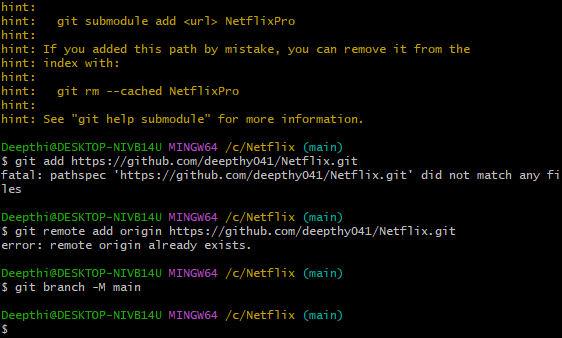 hint:
hint:   git submodule add <url> NetflixPro
hint:
hint: If you added this path by mistake, you can remove it from the
hint: index with:
hint:
hint:   git rm --cached NetflixPro
hint:
hint: See "git help submodule" for more information.
Deepthi@DESKTOP-NIVB14U MINGW64 /c/Netflix (main)
$ git add https://github.com/deepthy041/Netflix.git
fatal: pathspec 'https://github.com/deepthy041/Netflix.git' did not match any fi
les
Deepthi@DESKTOP-NIVB14U MINGW64 /c/Netflix (main)
$ git remote add origin https://github.com/deepthy041/Netflix.git
error: remote origin already exists.
Deepthi@DESKTOP-NIVB14U MINGW64 /c/Netflix (main)
$ git branch -M main
Deepthi@DESKTOP-NIVB14U MINGW64 /c/Netflix (main)
$